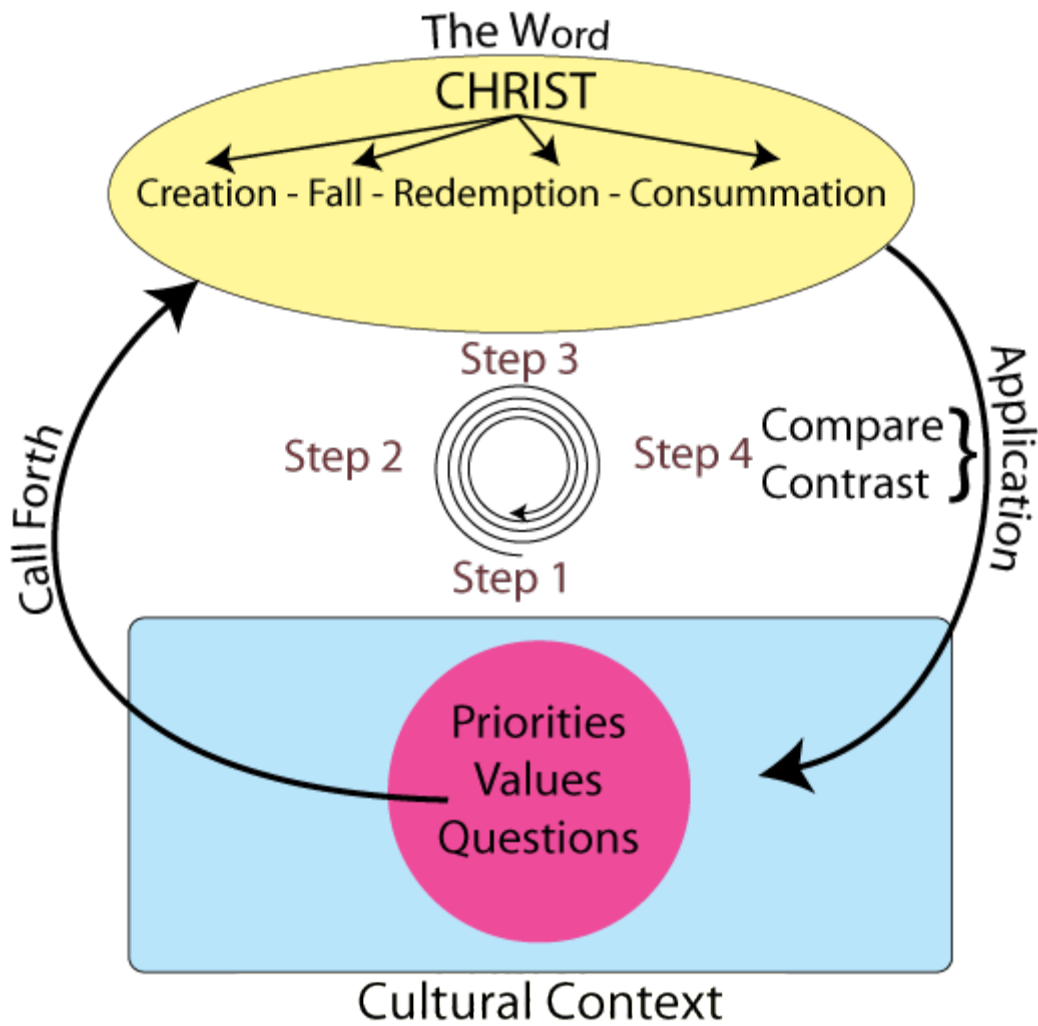 The Word
CHRIST
Creation - Fall - Redemption - Consummation
Step 3
Step 2
Step 4
Compare
Contrast
}
Application
Call Forth
Step 1
Priorities
Values
Questions
Cultural Context